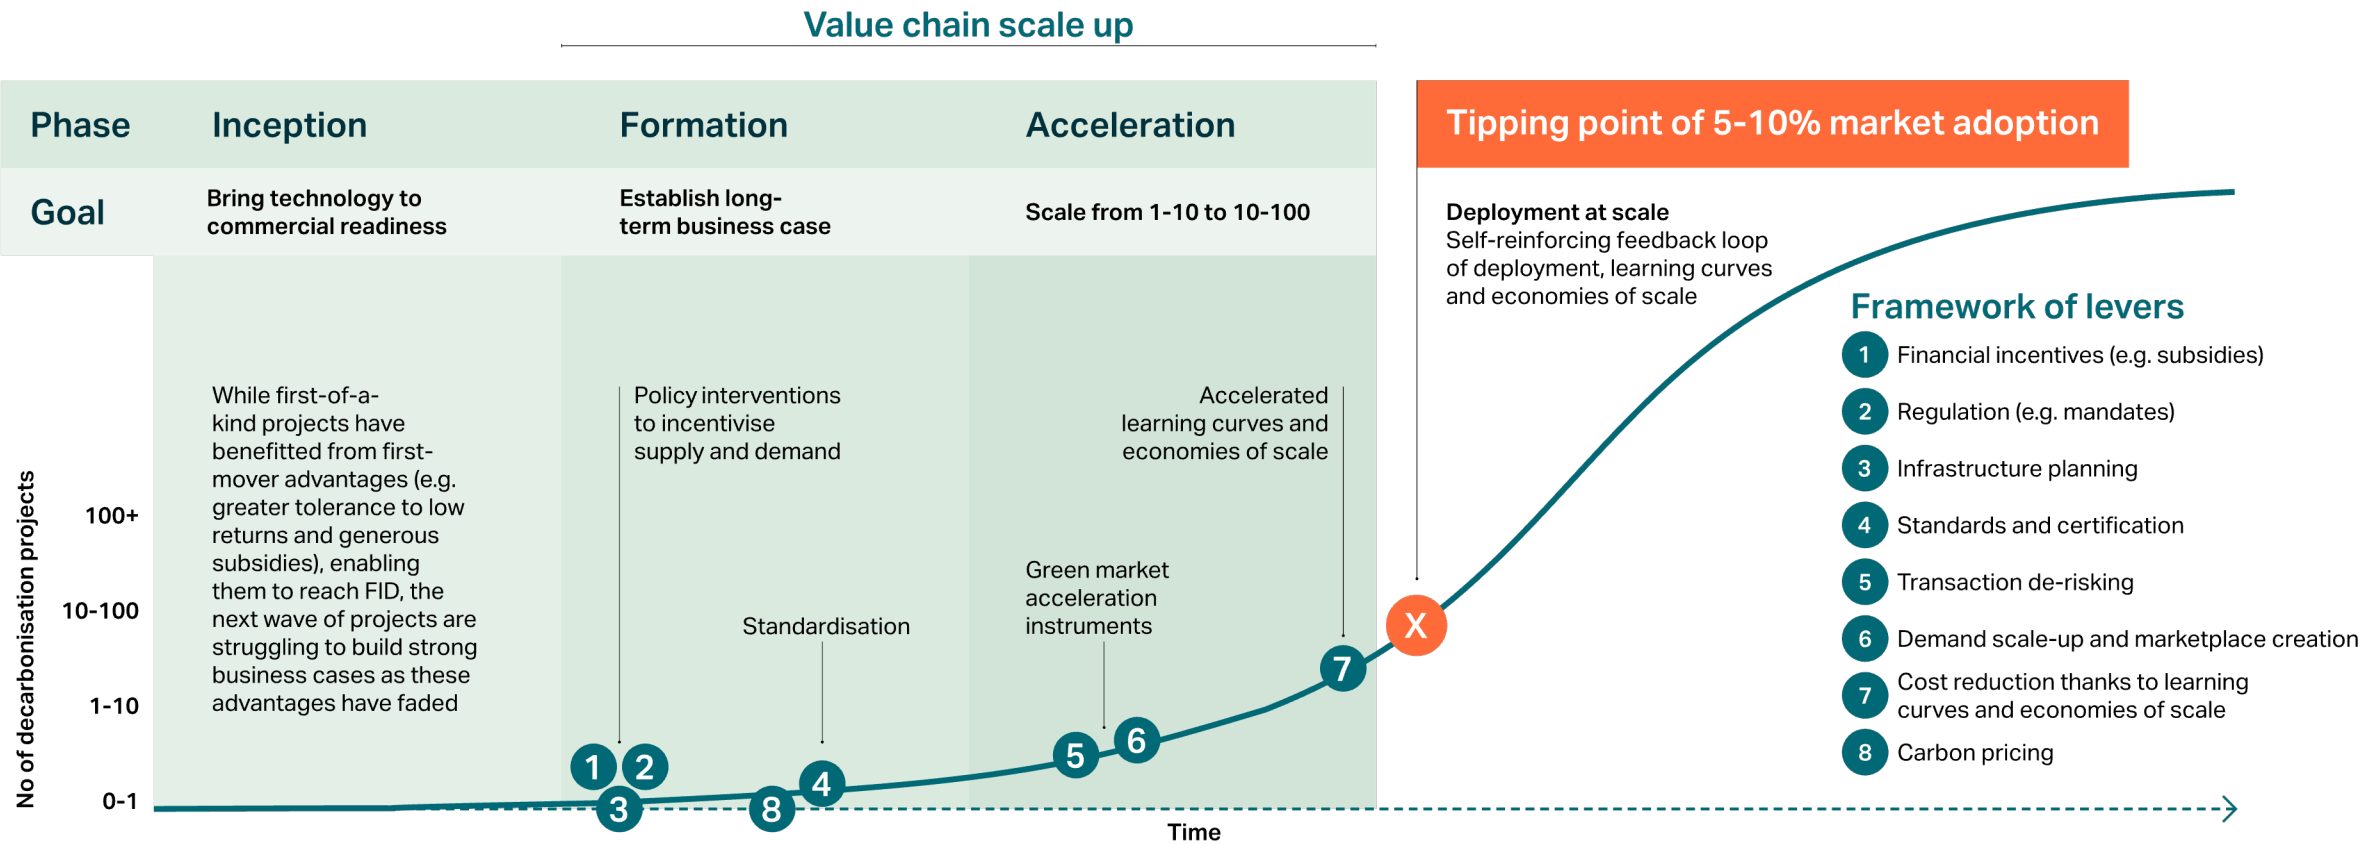 Value chain scale up
Phase
Inception
Formation
Acceleration
Tipping point of 5-10% market adoption
Goal
Bring technology to
commercial readiness
Establish long-
term business case
Scale from 1-10 to 10-100
Deployment at scale
Self-reinforcing feedback loop
of deployment, learning curves
and economies of scale
While first-of-a-
kind projects have
benefitted from first-
mover advantages (e.g.
greater tolerance to low
returns and generous
subsidies), enabling
them to reach FID, the
next wave of projects are
struggling to build strong
business cases as these
advantages have faded
Policy interventions
to incentivise
supply and demand
Standardisation
Green market
acceleration
instruments
Accelerated
learning curves and
economies of scale
No of decarbonisation projects
100+
10-100
1-10
0-1
1
2
3
8
4
5
6
7
X
Time
Framework of levers
1 Financial incentives (e.g. subsidies)
2 Regulation (e.g. mandates)
3 Infrastructure planning
4 Standards and certification
5 Transaction de-risking
6 Demand scale-up and marketplace creation
7 Cost reduction thanks to learning
curves and economies of scale
8 Carbon pricing